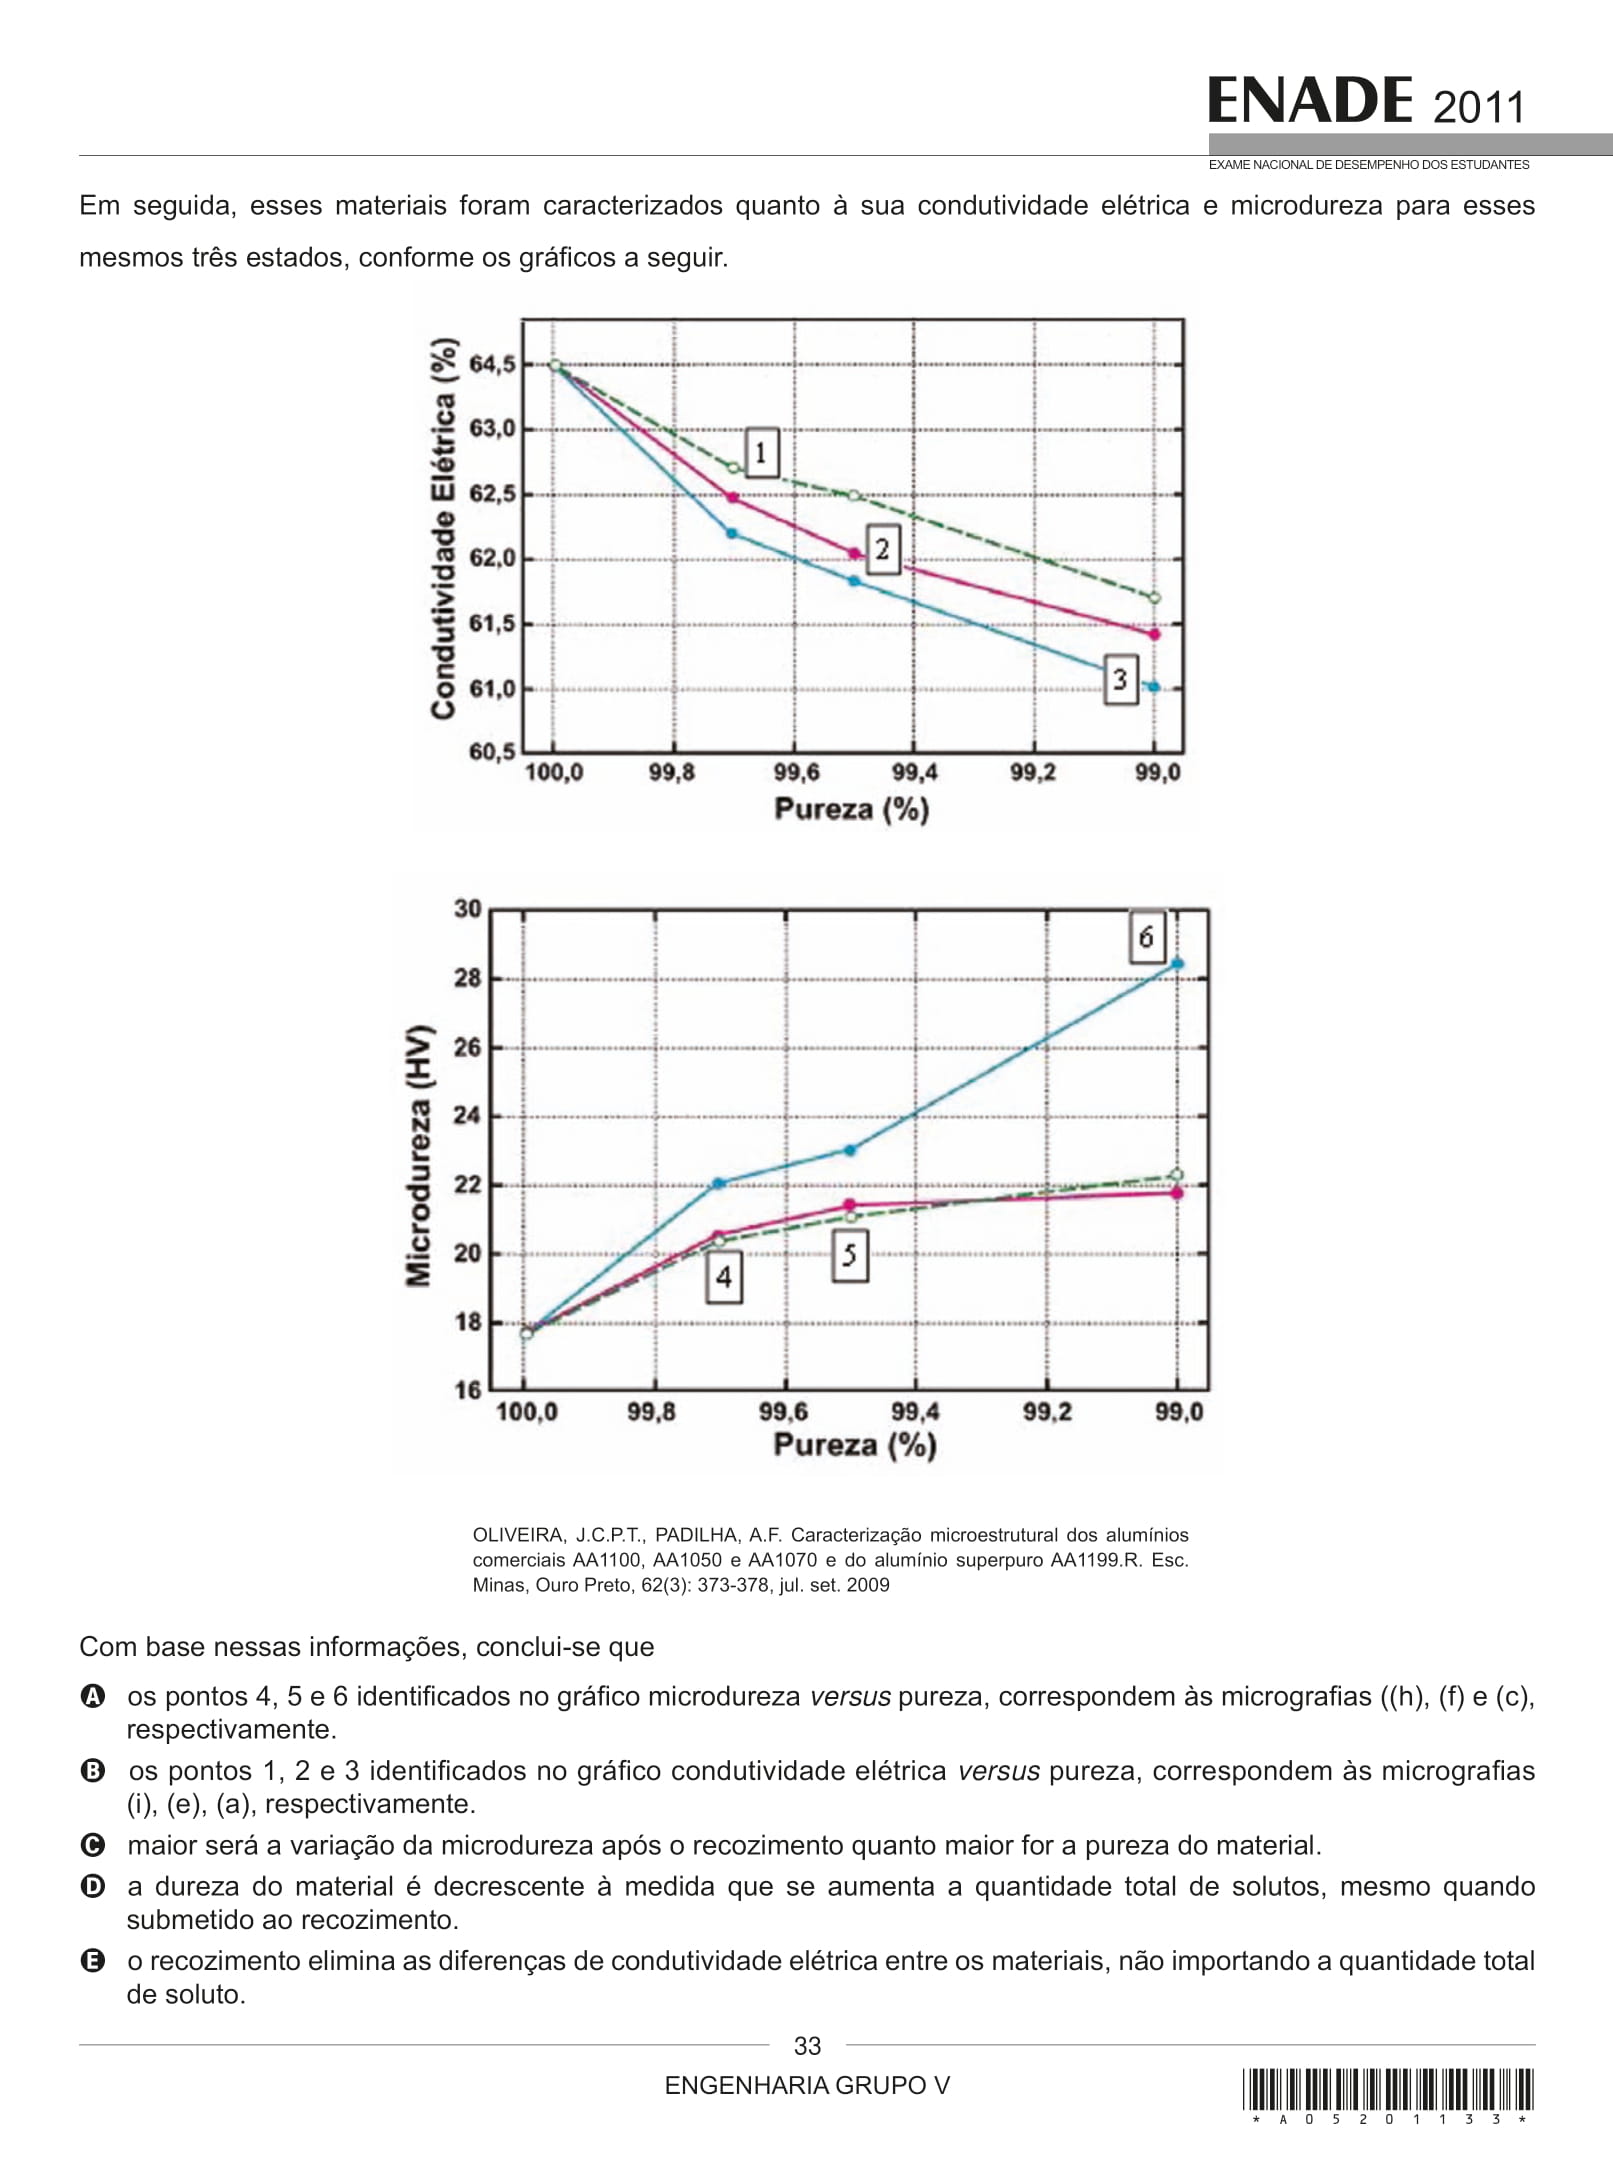 ENADE 2011
EXAME NACIONAL DE DESEMPENHO DOS ESTUDANTES
Em seguida, esses materiais foram caracterizados quanto à sua condutividade elétrica e microdureza para esses
mesmos três estados, conforme os gráficos a seguir.
Condutividade Elétrica (%)
64,5
63,0
62,5
62,0
61,5
61,0
60,5
1
2
3
100,0 99,8 99,6 99,4 99,2 99,0
Pureza (%)
Microdureza (HV)
30
28
26
24
22
20
18
16
6
5
4
100,0 99,8 99,6 99,4 99,2 99,0
Pureza (%)
OLIVEIRA, J.C.P.T., PADILHA, A.F. Caracterização microestrutural dos alumínios
comerciais AA1100, AA1050 e AA1070 e do alumínio superpuro AA1199.R. Esc.
Minas, Ouro Preto, 62(3): 373-378, jul. set. 2009
Com base nessas informações, conclui-se que
A os pontos 4, 5 e 6 identificados no gráfico microdureza versus pureza, correspondem às micrografias ((h), (f) e (c),
respectivamente.
B os pontos 1, 2 e 3 identificados no gráfico condutividade elétrica versus pureza, correspondem às micrografias
(i), (e), (a), respectivamente.
C maior será a variação da microdureza após o recozimento quanto maior for a pureza do material.
D a dureza do material é decrescente à medida que se aumenta a quantidade total de solutos, mesmo quando
submetido ao recozimento.
E o recozimento elimina as diferenças de condutividade elétrica entre os materiais, não importando a quantidade total
de soluto.
33
ENGENHARIA GRUPO V
* A 0 5 2 0 1 1 3 3 *